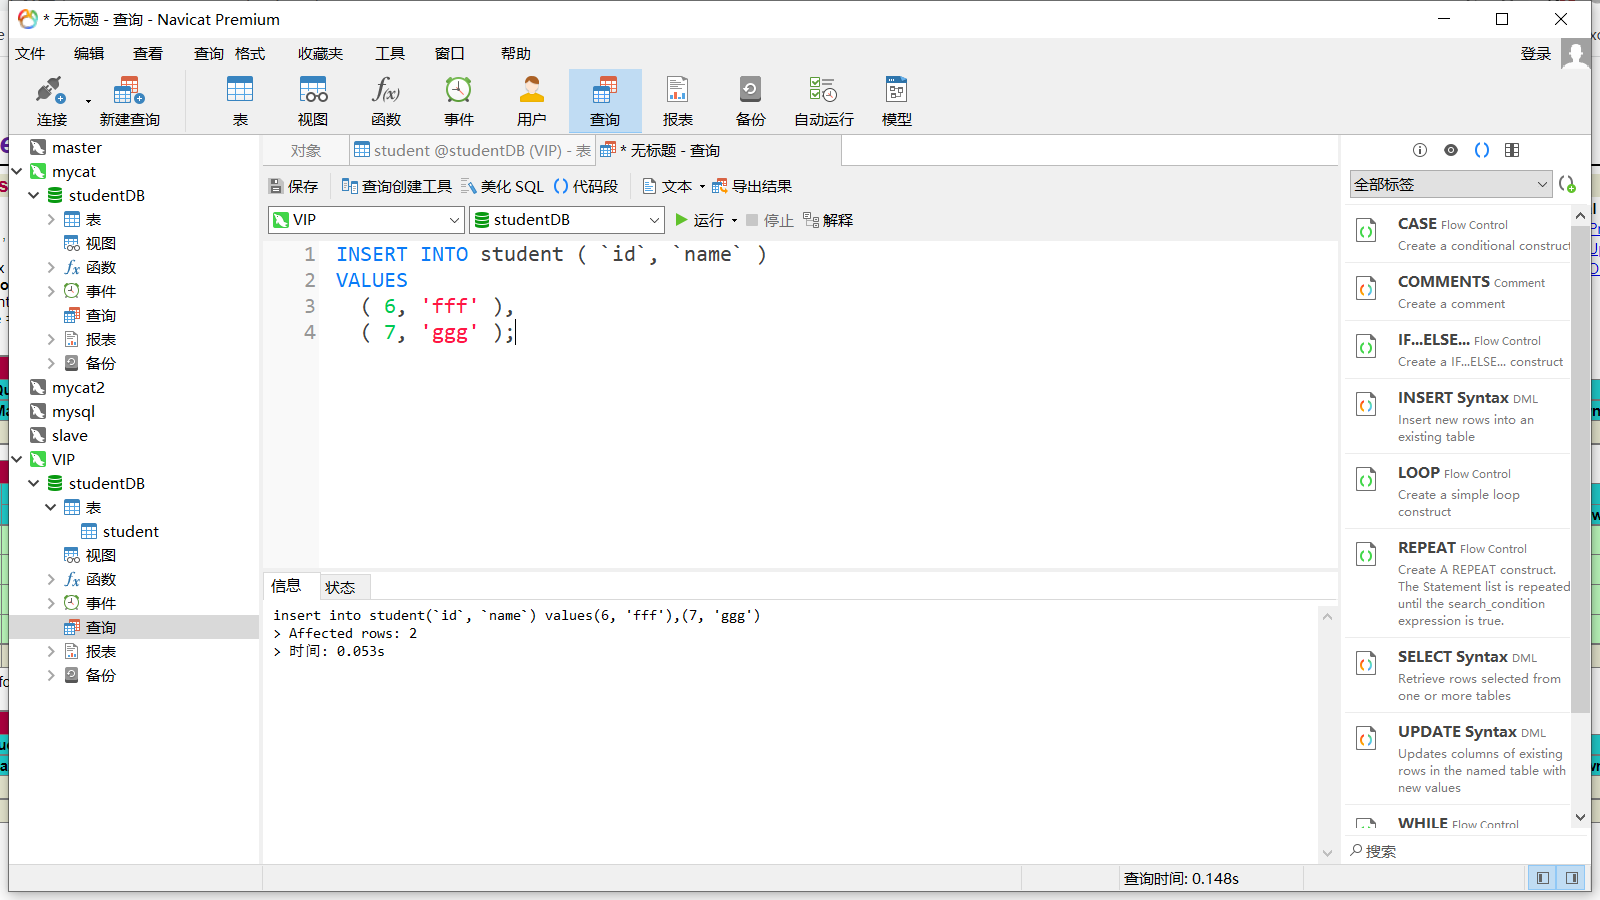 * 无标题 - 查询 - Navicat Premium
文件 编辑 查看 查询 格式 收藏夹 工具 窗口 帮助 登录
连接 新建查询 表 视图 函数 事件 用户 查询 报表 备份 自动运行 模型
master
mycat
studentDB
表
视图
函数
事件
查询
报表
备份
mycat2
mysql
slave
VIP
studentDB
表
student
视图
函数
事件
查询
报表
备份
对象 student @studentDB (VIP) - 表 * 无标题 - 查询
保存 查询创建工具 美化 SQL () 代码段 文本 导出结果
VIP studentDB 运行 停止 解释
1 INSERT INTO student ( `id`, `name` )
2 VALUES
3 ( 6, 'fff' ),
4 ( 7, 'ggg' );
信息 状态
insert into student(`id`, `name`) values(6, 'fff'),(7, 'ggg')
> Affected rows: 2
> 时间: 0.053s
全部标签
CASE Flow Control
Create a conditional construct
COMMENTS Comment
Create a comment
IF...ELSE... Flow Control
Create a IF...ELSE... construct
INSERT Syntax DML
Insert new rows into an
existing table
LOOP Flow Control
Create a simple loop
construct
REPEAT Flow Control
Create A REPEAT construct.
The Statement list is repeated
until the search_condition
expression is true.
SELECT Syntax DML
Retrieve rows selected from
one or more tables
UPDATE Syntax DML
Updates columns of existing
rows in the named table with
new values
WHILE Flow Control
搜索
查询时间: 0.148s